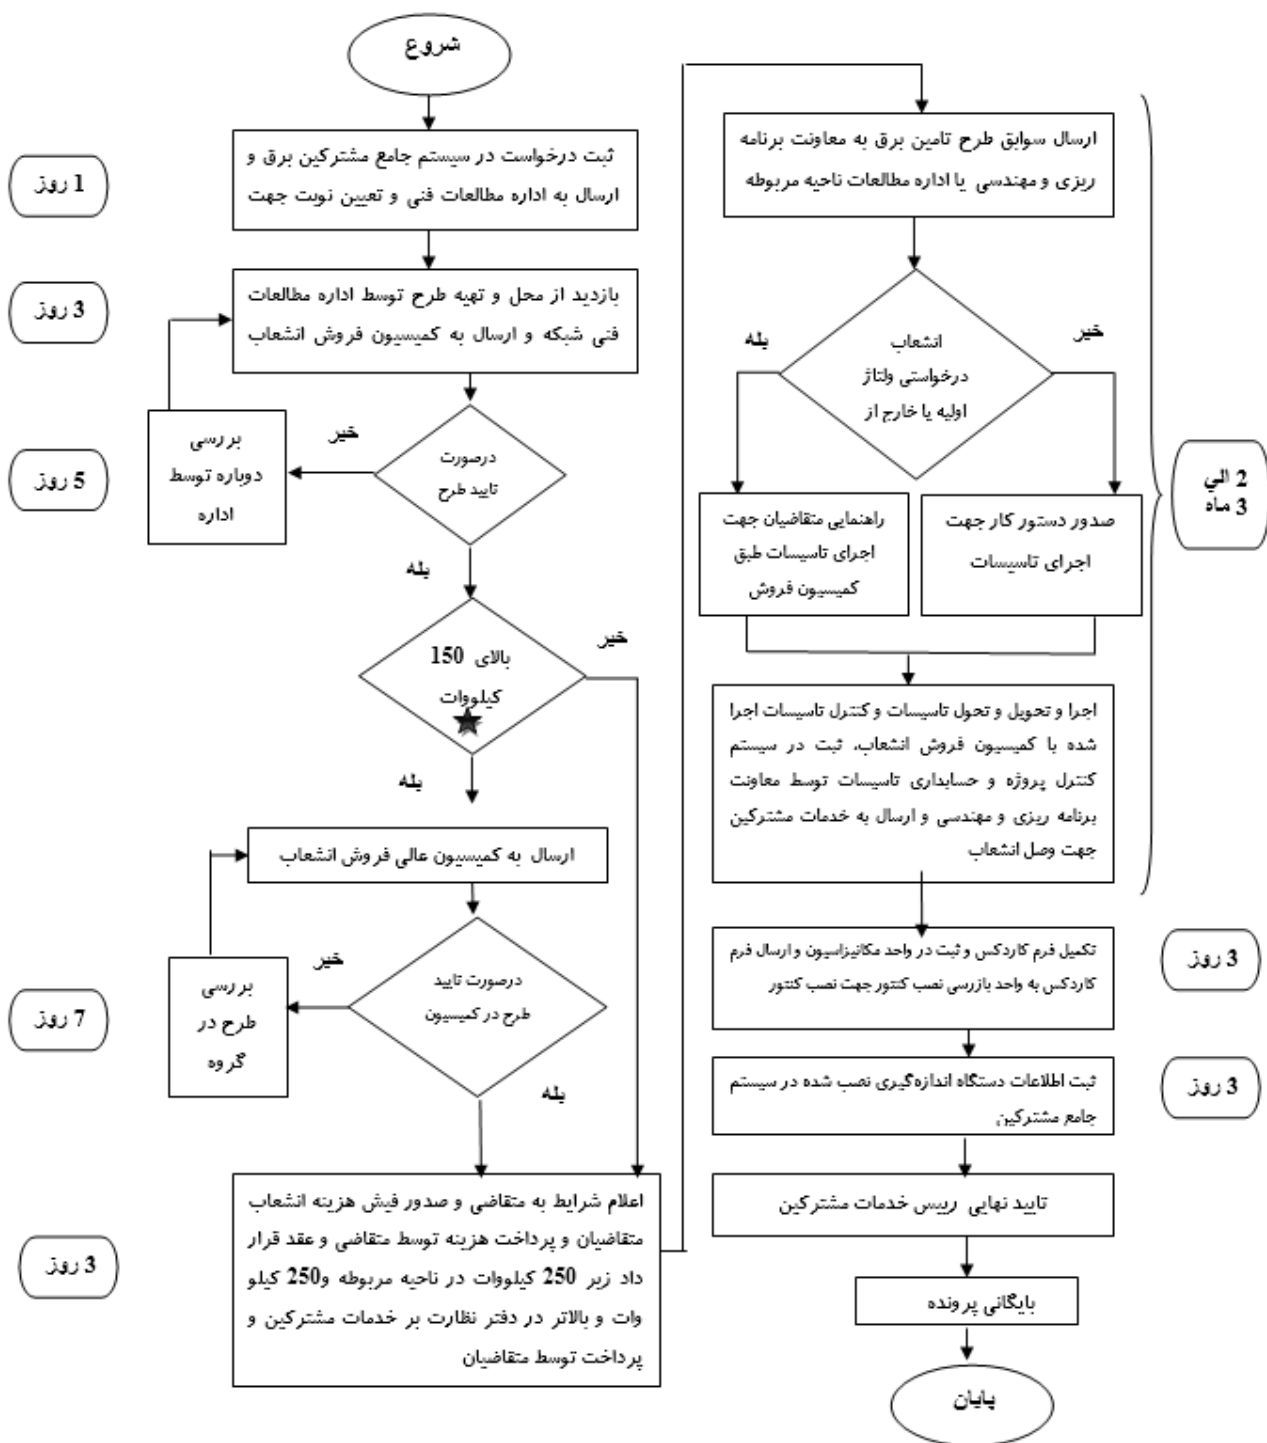 شروع
1 روز
ثبت درخواست در سیستم جامع مشترکین برق و
ارسال به اداره مطالعات فنی و تعیین نوبت جهت
3 روز
بازدید از محل و تهیه طرح توسط اداره مطالعات
فنی شبکه و ارسال به کمیسیون فروش انشعاب
5 روز
درصورت
تایید طرح
خیر
بررسی
دوباره توسط
اداره
بله
بالای 150
کیلووات
خیر
بله
ارسال به کمیسیون عالی فروش انشعاب
7 روز
درصورت تایید
طرح در کمیسیون
خیر
بررسی
طرح در
گروه
بله
3 روز
اعلام شرایط به متقاضی و صدور فیش هزینه انشعاب
متقاضیان و پرداخت هزینه توسط متقاضی و عقد قرار
داد زیر 250 کیلووات در ناحیه مربوطه و250 کیلو
وات و بالاتر در دفتر نظارت بر خدمات مشترکین و
پرداخت توسط متقاضیان
ارسال سوابق طرح تامین برق به معاونت برنامه
ریزی و مهندسی یا اداره مطالعات ناحیه مربوطه
انشعاب
درخواستی ولتاژ
اولیه یا خارج از
خیر
بله
صدور دستور کار جهت
اجرای تاسیسات
راهنمایی متقاضیان جهت
اجرای تاسیسات طبق
کمیسیون فروش
2 الي
3 ماه
اجرا و تحویل و تحول تاسیسات و کنترل تاسیسات اجرا
شده با کمیسیون فروش انشعاب، ثبت در سیستم
کنترل پروژه و حسابداری تاسیسات توسط معاونت
برنامه ریزی و مهندسی و ارسال به خدمات مشترکین
جهت وصل انشعاب
3 روز
تکمیل فرم کاردکس و ثبت در واحد مکانیزاسیون و ارسال فرم
کاردکس به واحد بازرسی نصب کنتور جهت نصب کنتور
3 روز
ثبت اطلاعات دستگاه اندازه‌گیری نصب شده در سیستم
جامع مشترکین
تایید نهایی رییس خدمات مشترکین
بایگانی پرونده
پایان